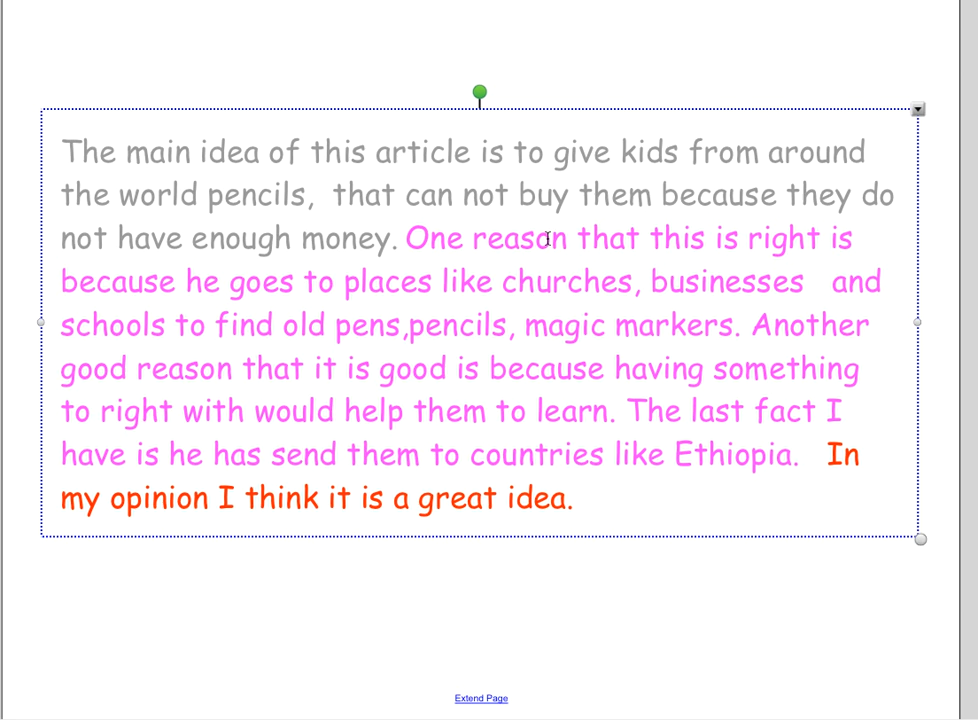 The main idea of this article is to give kids from around
the world pencils,  that can not buy them because they do
not have enough money. One reason that this is right is
because he goes to places like churches, businesses   and
schools to find old pens,pencils, magic markers. Another
good reason that it is good is because having something
to right with would help them to learn. The last fact I
have is he has send them to countries like Ethiopia.   In
my opinion I think it is a great idea.
Extend Page